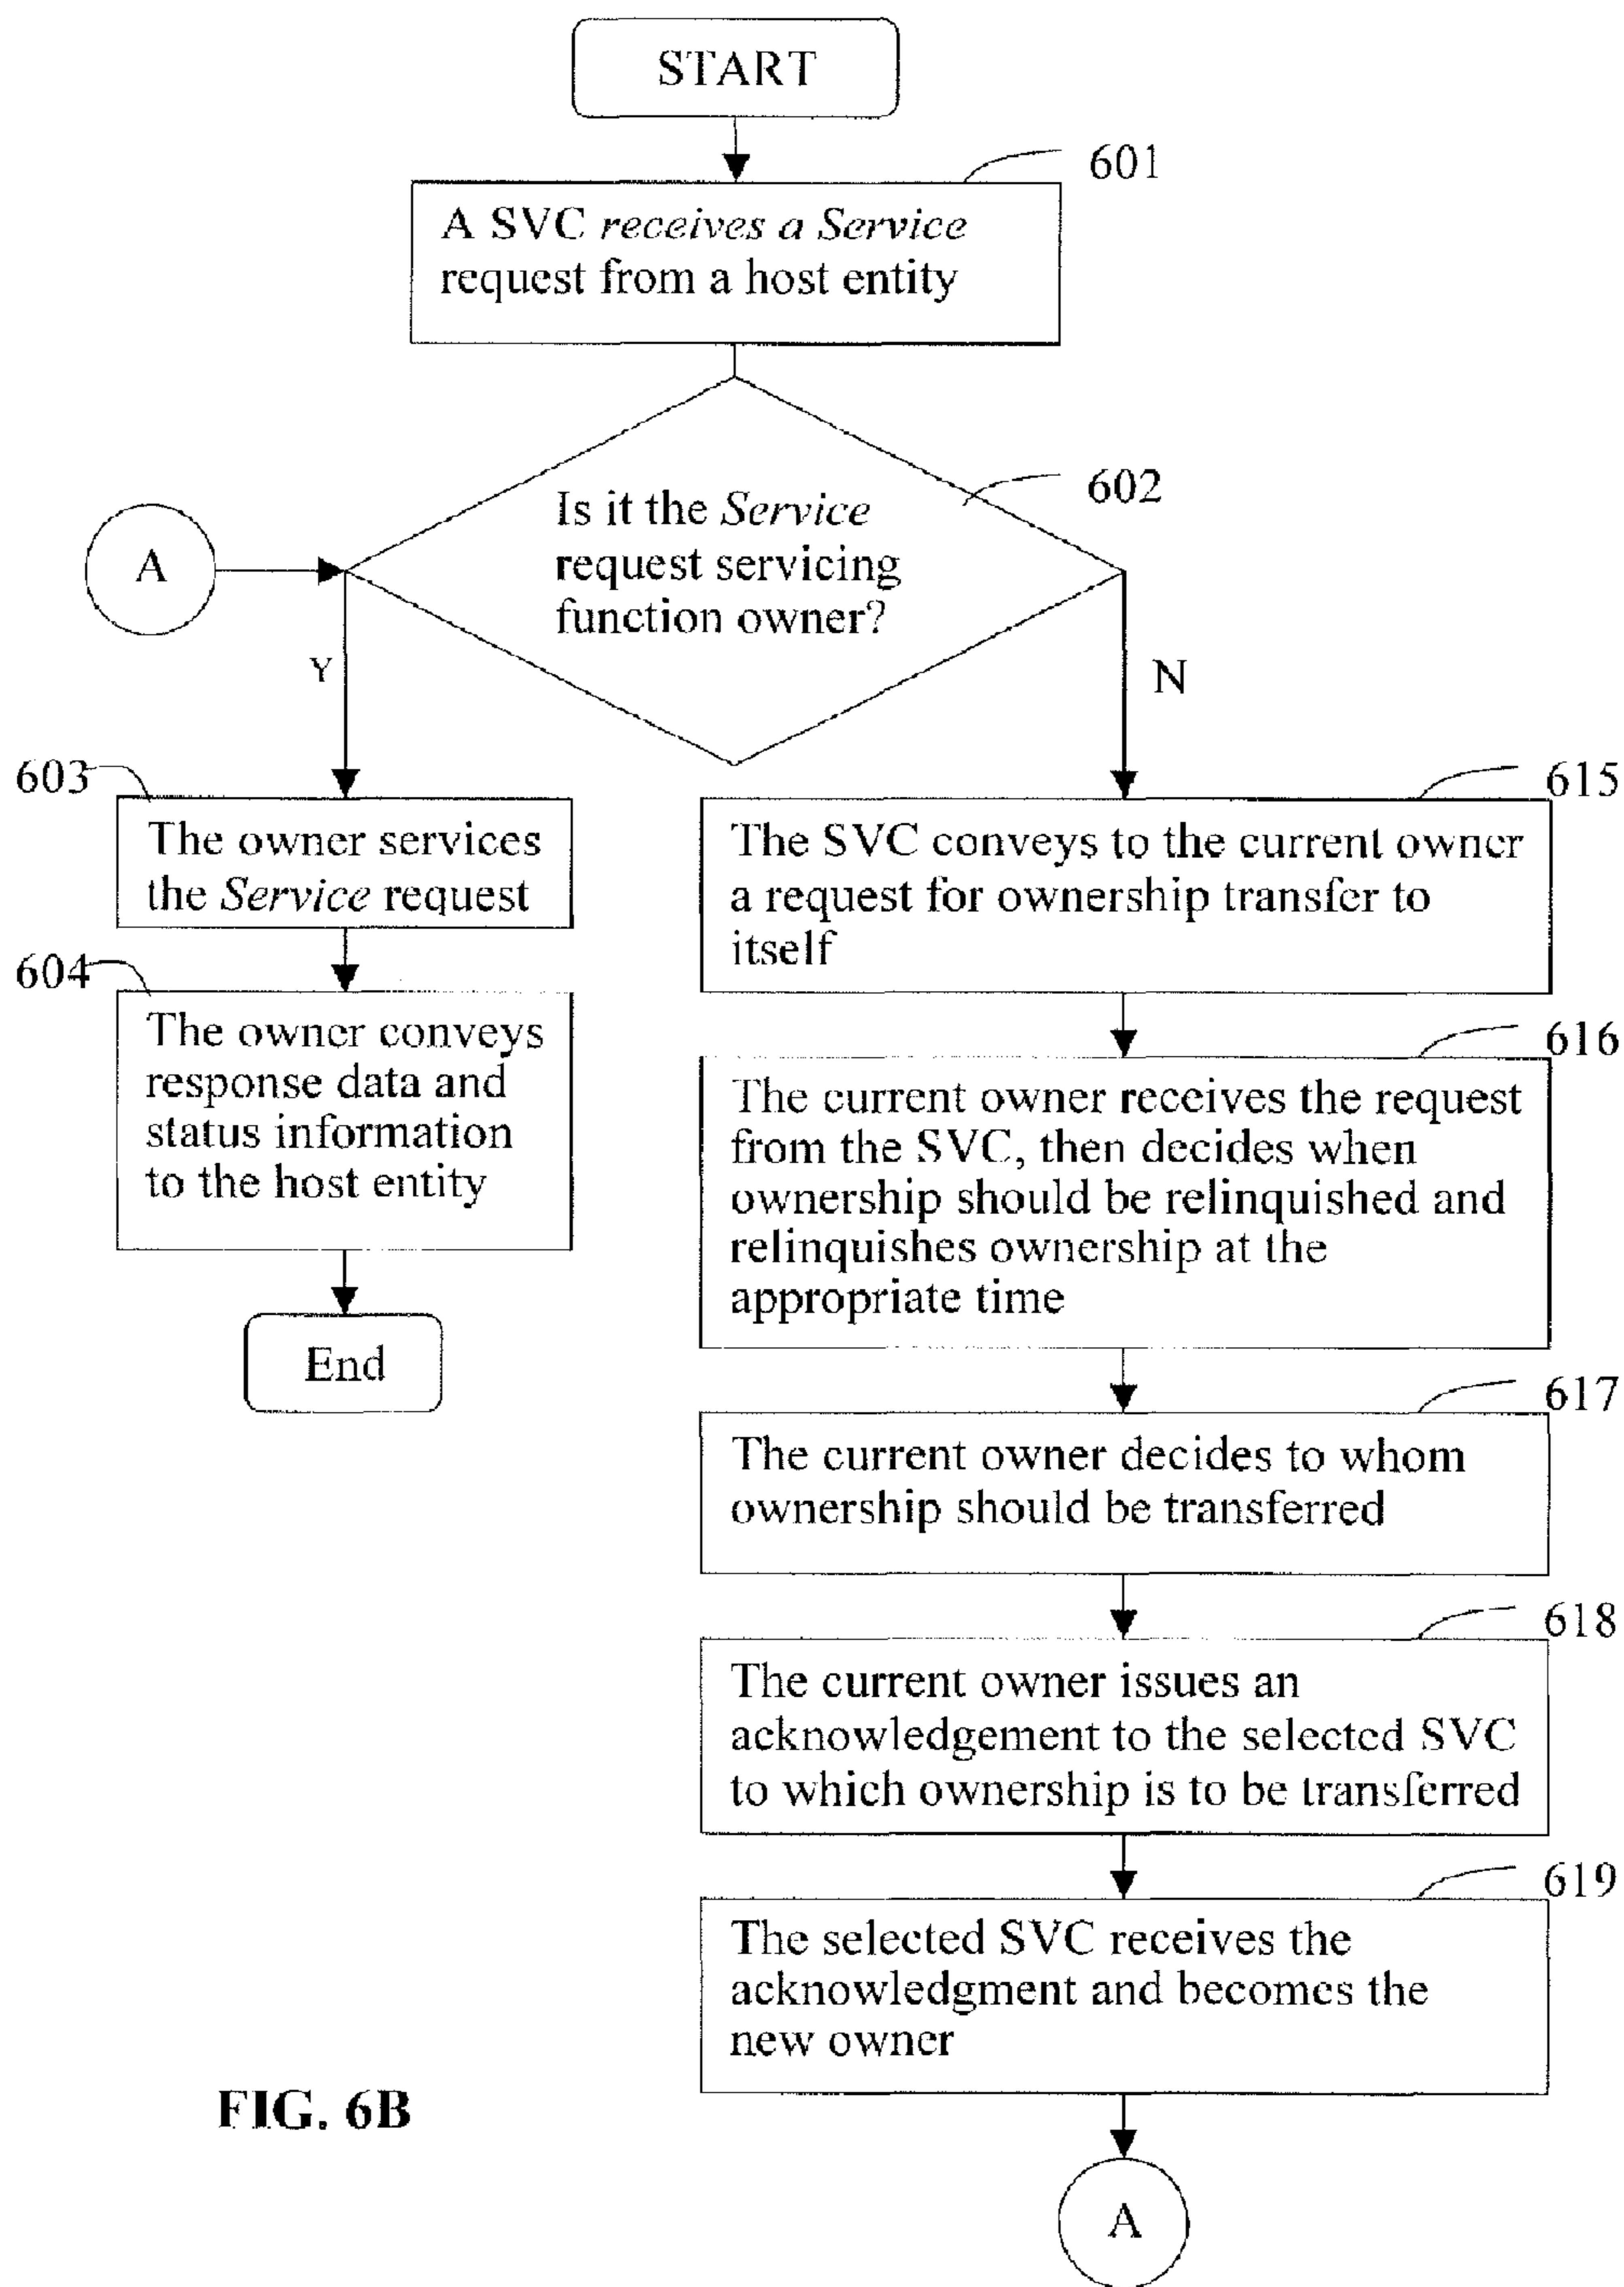 START
601
A SVC receives a Service
request from a host entity
602
Is it the Service
request servicing
function owner?
A
Y
N
603
The owner services
the Service request
604
The owner conveys
response data and
status information
to the host entity
End
615
The SVC conveys to the current owner
a request for ownership transfer to
itself
616
The current owner receives the request
from the SVC, then decides when
ownership should be relinquished and
relinquishes ownership at the
appropriate time
617
The current owner decides to whom
ownership should be transferred
618
The current owner issues an
acknowledgement to the selected SVC
to which ownership is to be transferred
619
The selected SVC receives the
acknowledgment and becomes the
new owner
A
FIG. 6B